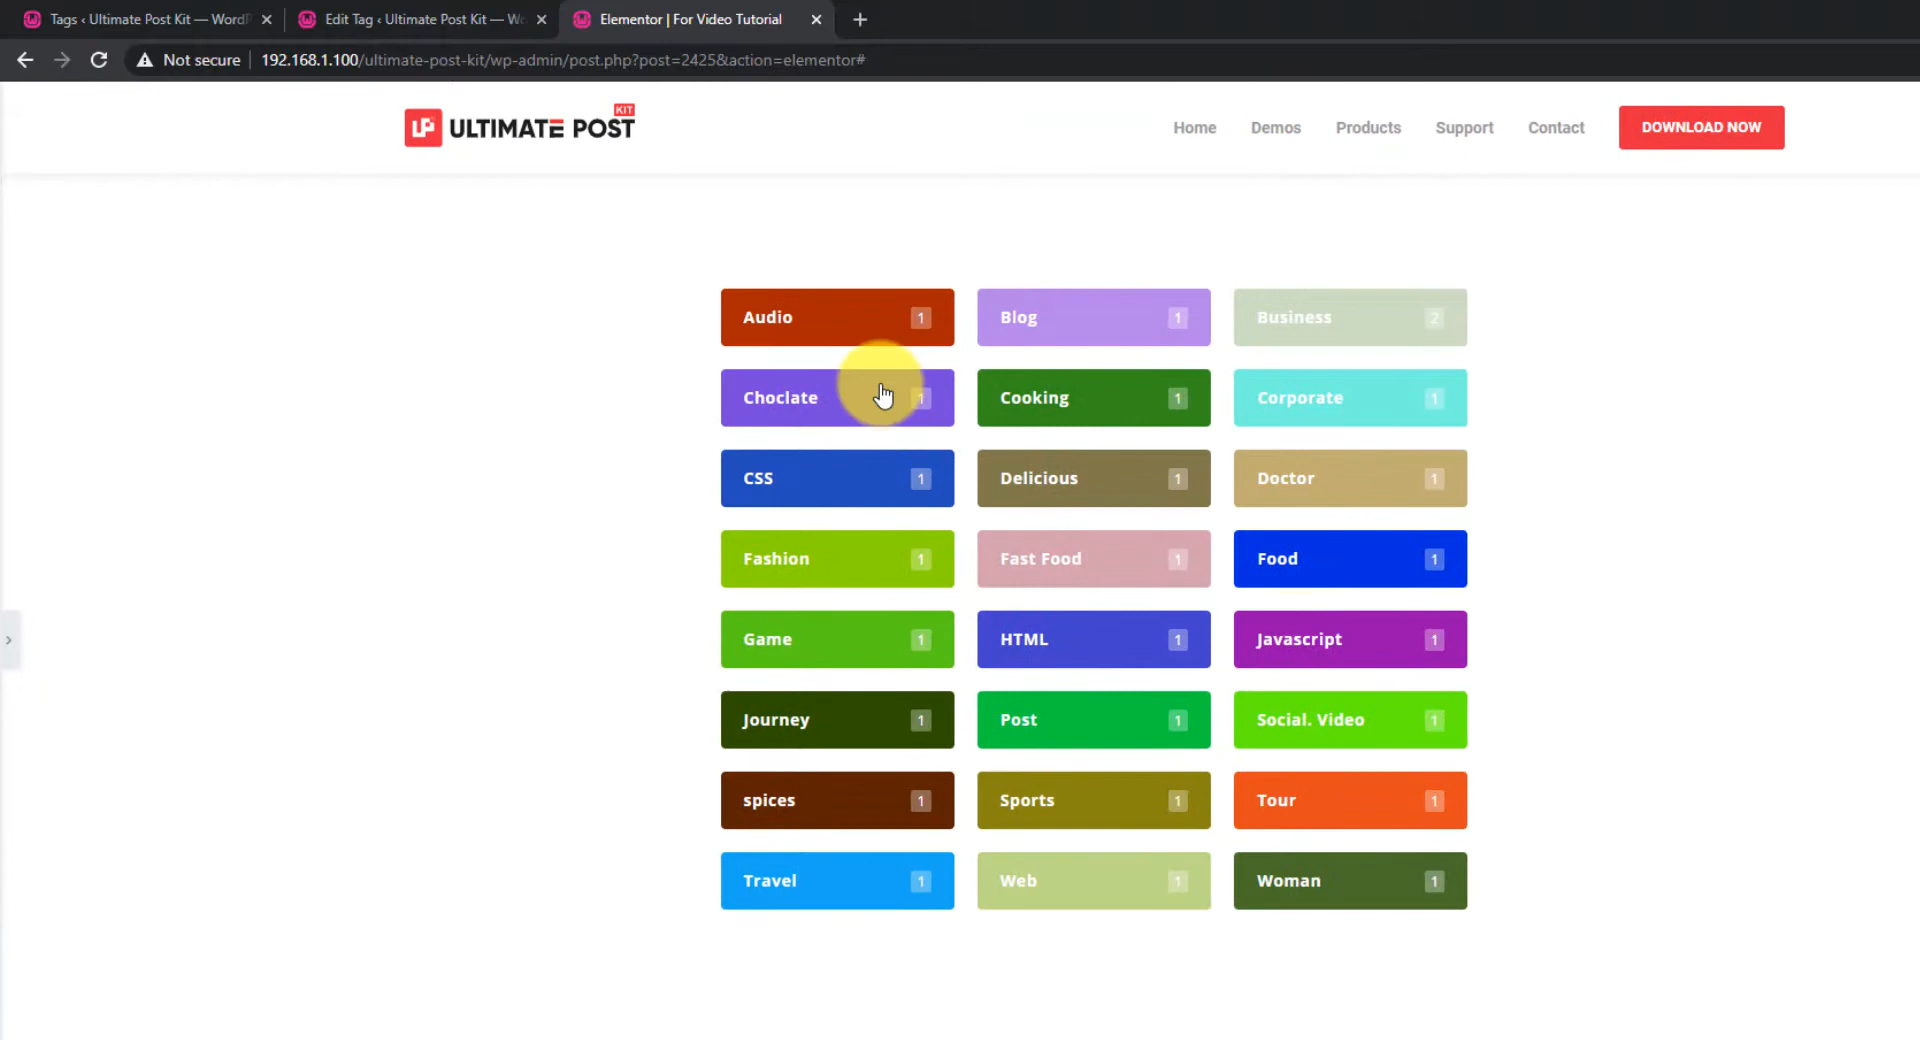 Tags ‹ Ultimate Post Kit — WordP
Edit Tag ‹ Ultimate Post Kit — Wo
Elementor | For Video Tutorial
Not secure
192.168.1.100/ultimate-post-kit/wp-admin/post.php?post=2425&action=elementor#
UP ULTIMATE POST KIT
Home
Demos
Products
Support
Contact
DOWNLOAD NOW
Audio 1
Blog 1
Business 2
Choclate 1
Cooking 1
Corporate 1
CSS 1
Delicious 1
Doctor 1
Fashion 1
Fast Food 1
Food 1
Game 1
HTML 1
Javascript 1
Journey 1
Post 1
Social. Video 1
spices 1
Sports 1
Tour 1
Travel 1
Web 1
Woman 1